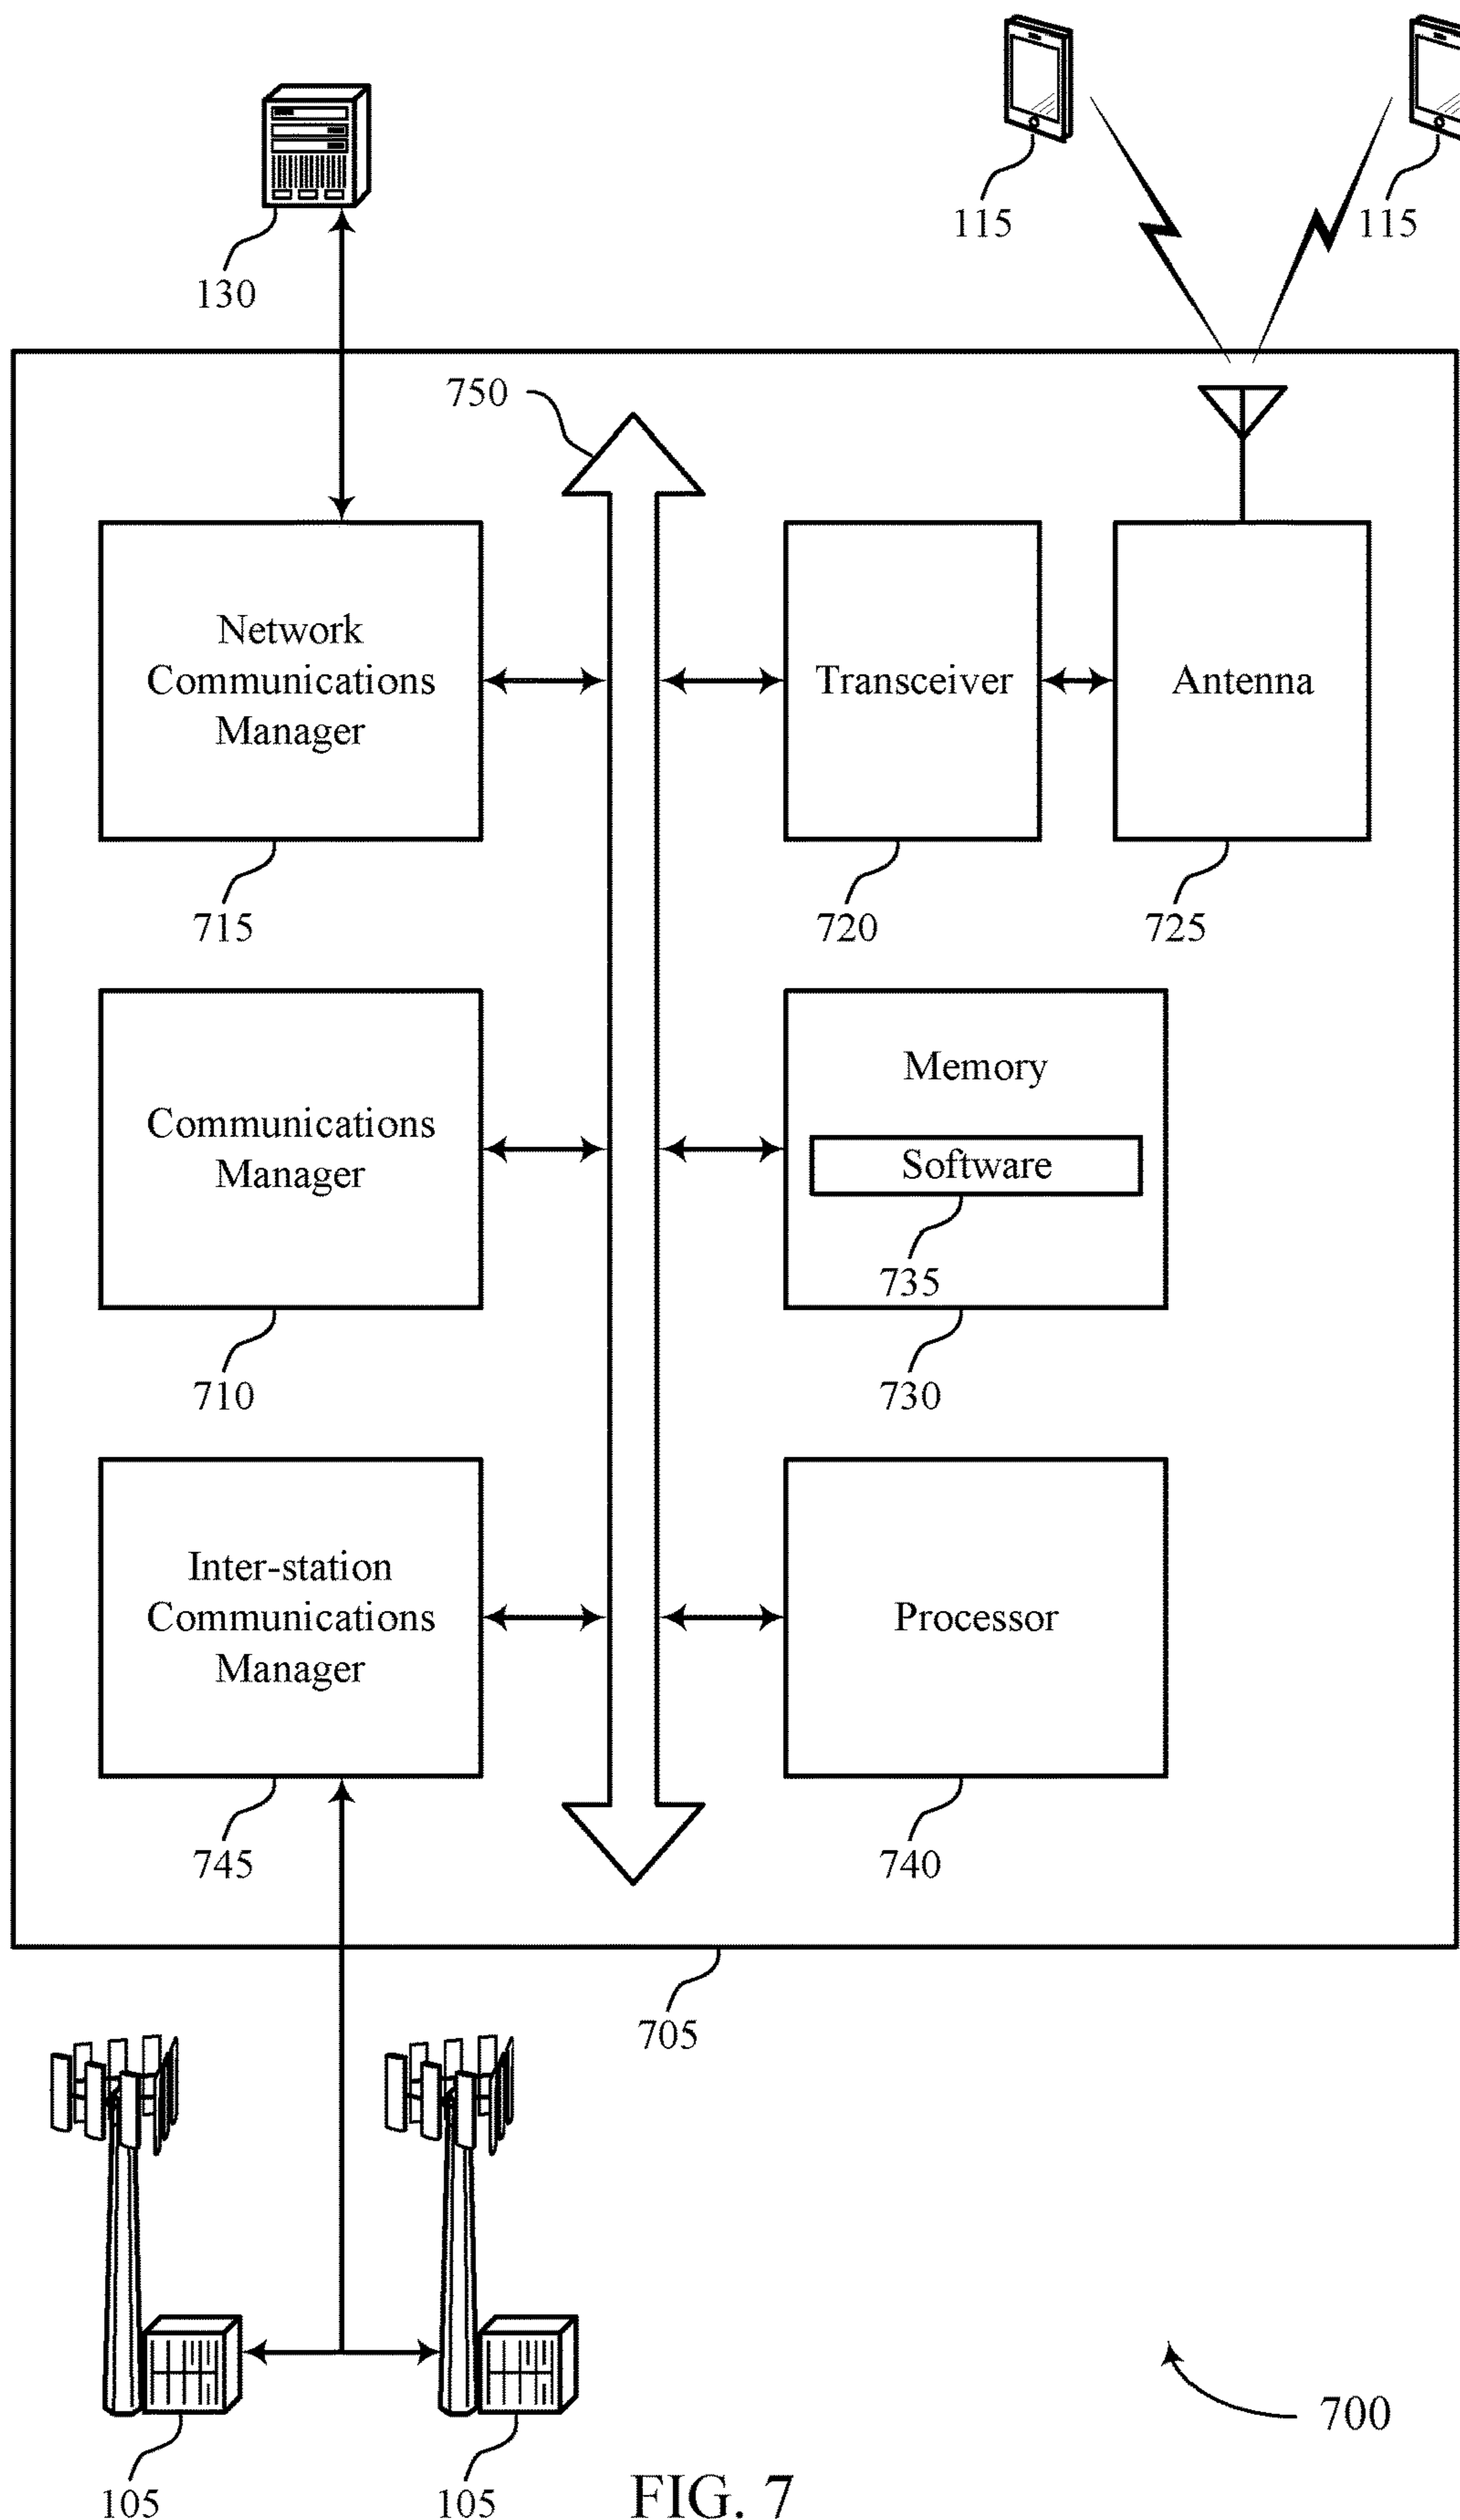 115
115
130
750
Network
Communications
Manager
Transceiver
Antenna
715
720
725
Communications
Manager
Memory
Software
735
710
730
Inter-station
Communications
Manager
Processor
745
740
705
700
105
105
FIG. 7